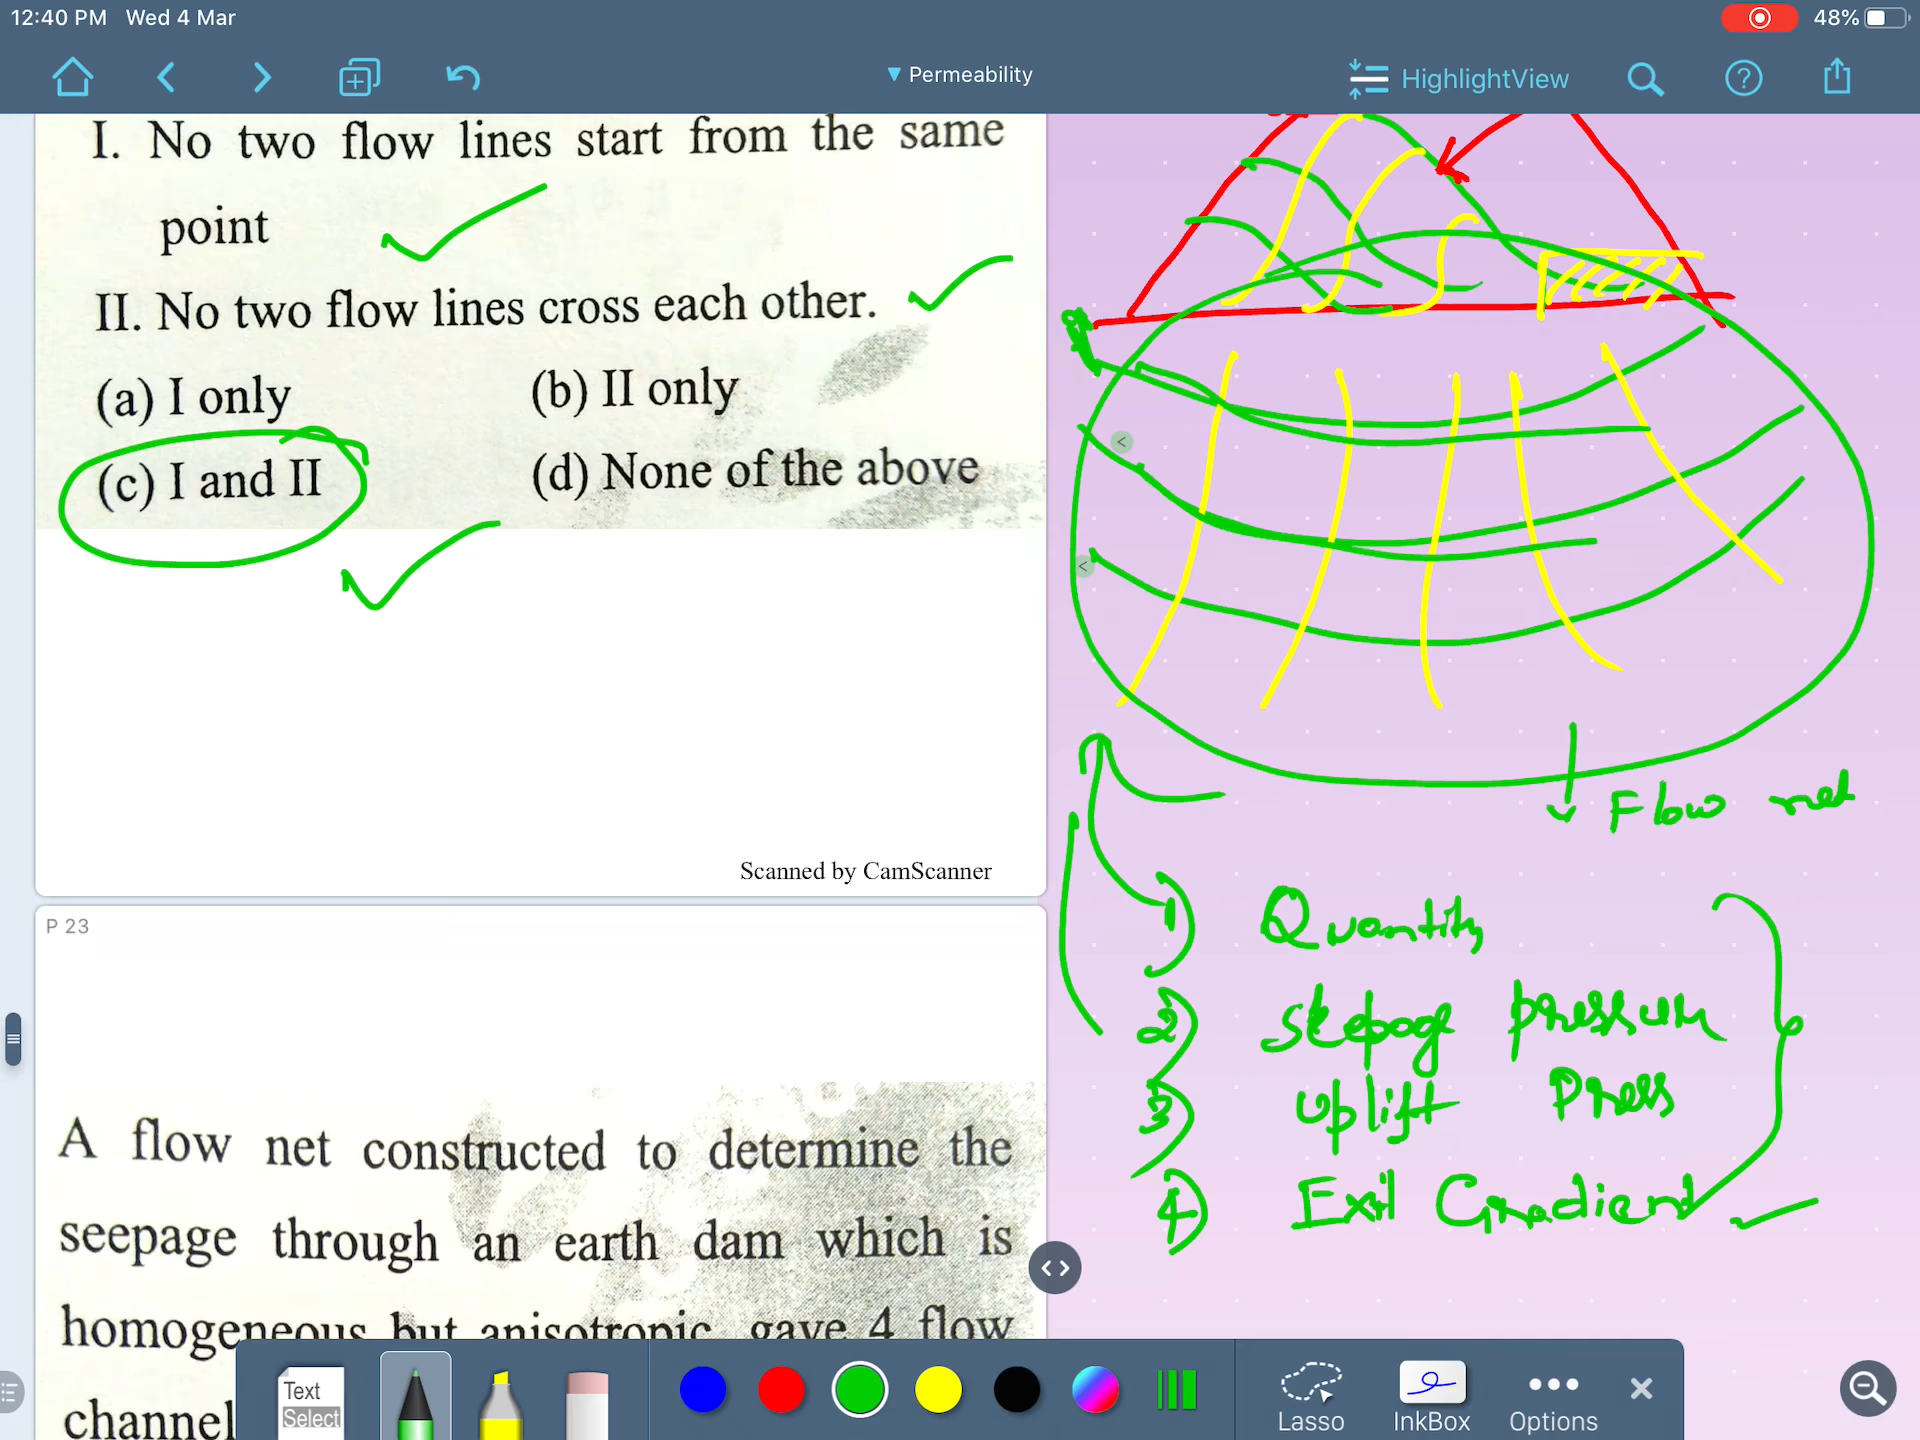 12:40 PM Wed 4 Mar
48%
Permeability
HighlightView
I. No two flow lines start from the same
point
II. No two flow lines cross each other.
(a) I only (b) II only
(c) I and II (d) None of the above
Scanned by CamScanner
P 23
A flow net constructed to determine the
seepage through an earth dam which is
homogeneous but anisotropic, gave 4 flow
channel
Flow net
1) Quantity
2) Seepage pressure
3) uplift Press
4) Exit Gradient
Text
Select
Lasso
InkBox
Options